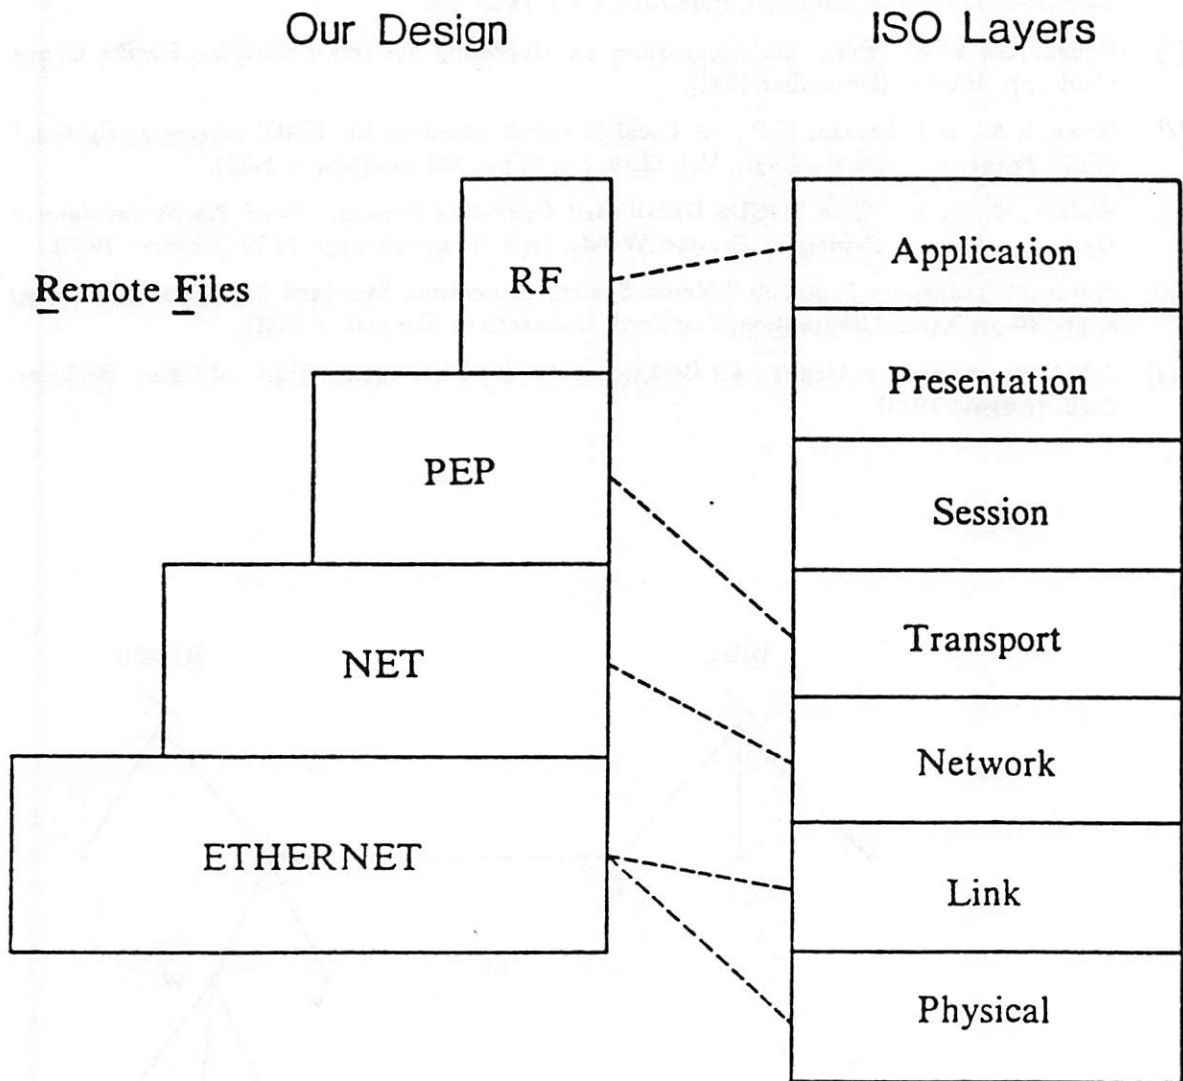 Our Design
ISO Layers
Remote Files
RF
PEP
NET
ETHERNET
Application
Presentation
Session
Transport
Network
Link
Physical